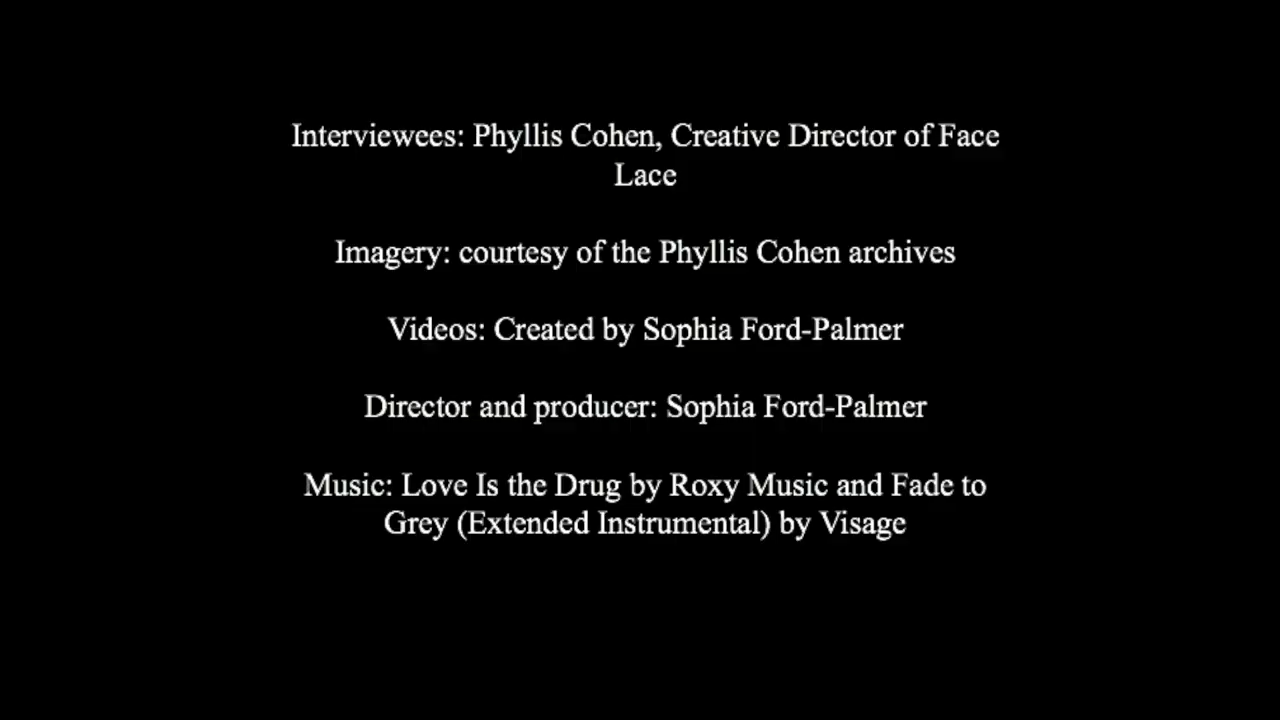 Interviewees: Phyllis Cohen, Creative Director of Face
Lace
Imagery: courtesy of the Phyllis Cohen archives
Videos: Created by Sophia Ford-Palmer
Director and producer: Sophia Ford-Palmer
Music: Love Is the Drug by Roxy Music and Fade to
Grey (Extended Instrumental) by Visage